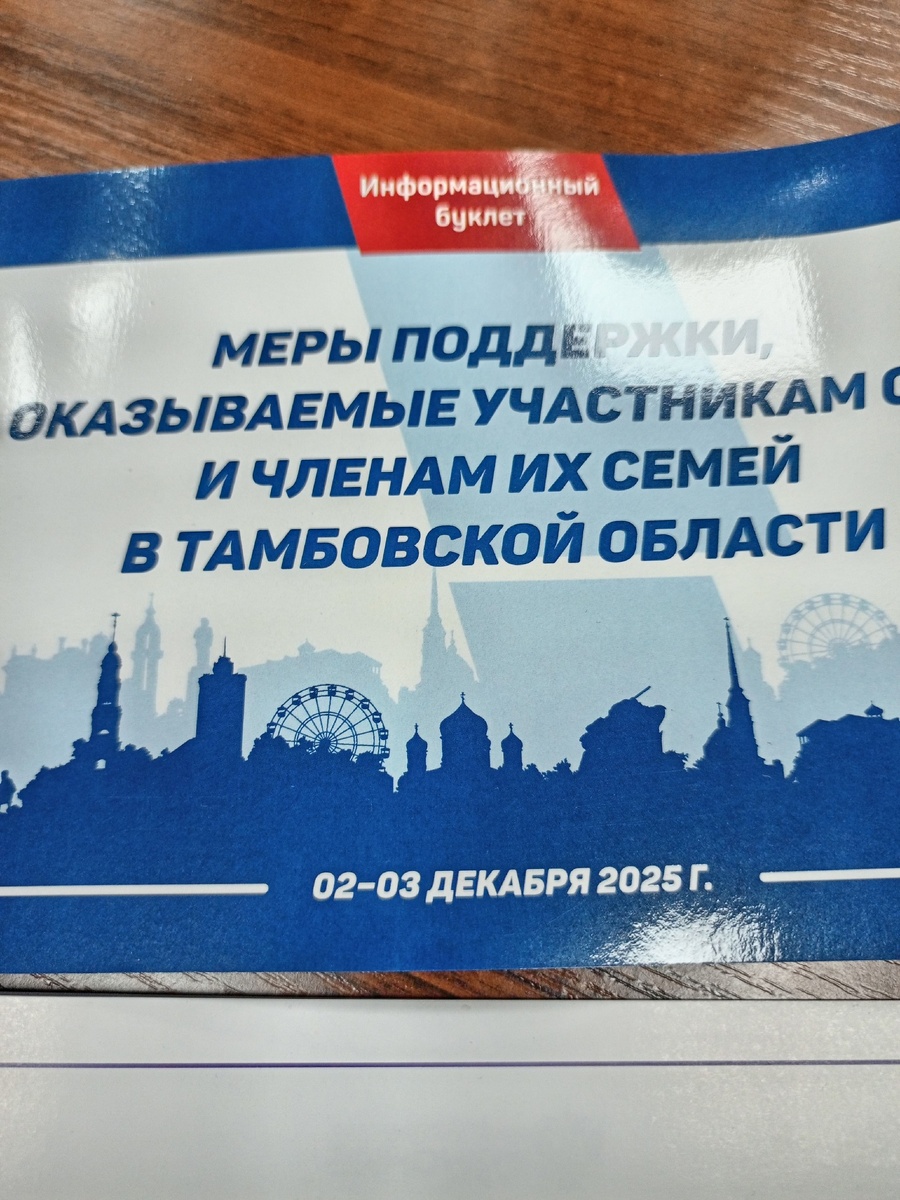 Информационный
буклет
МЕРЫ ПОДДЕРЖКИ,
ОКАЗЫВАЕМЫЕ УЧАСТНИКАМ
И ЧЛЕНАМ ИХ СЕМЕЙ
В ТАМБОВСКОЙ ОБЛАСТИ
02–03 ДЕКАБРЯ 2025 Г.